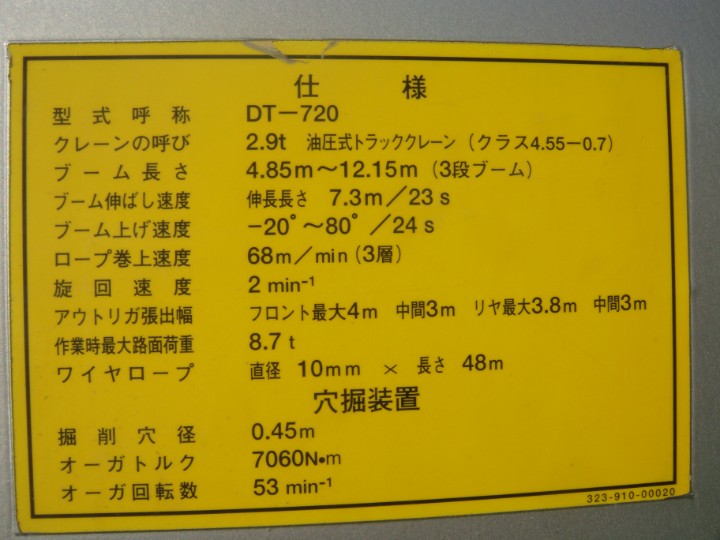 仕 様
型式呼称 DT-720
クレーンの呼び 2.9t 油圧式トラッククレーン (クラス4.55-0.7)
ブーム長さ 4.85m~12.15m (3段ブーム)
ブーム伸ばし速度 伸長長さ 7.3m/23s
ブーム上げ速度 -20°~80°/24s
ロープ巻上速度 68m/min (3層)
旋回速度 2 min⁻¹
アウトリガ張出幅 フロント最大4m 中間3m リヤ最大3.8m 中間3m
作業時最大路面荷重 8.7t
ワイヤロープ 直径 10mm × 長さ 48m
穴掘装置
掘削穴径 0.45m
オーガトルク 7060N•m
オーガ回転数 53 min⁻¹
323-910-00020